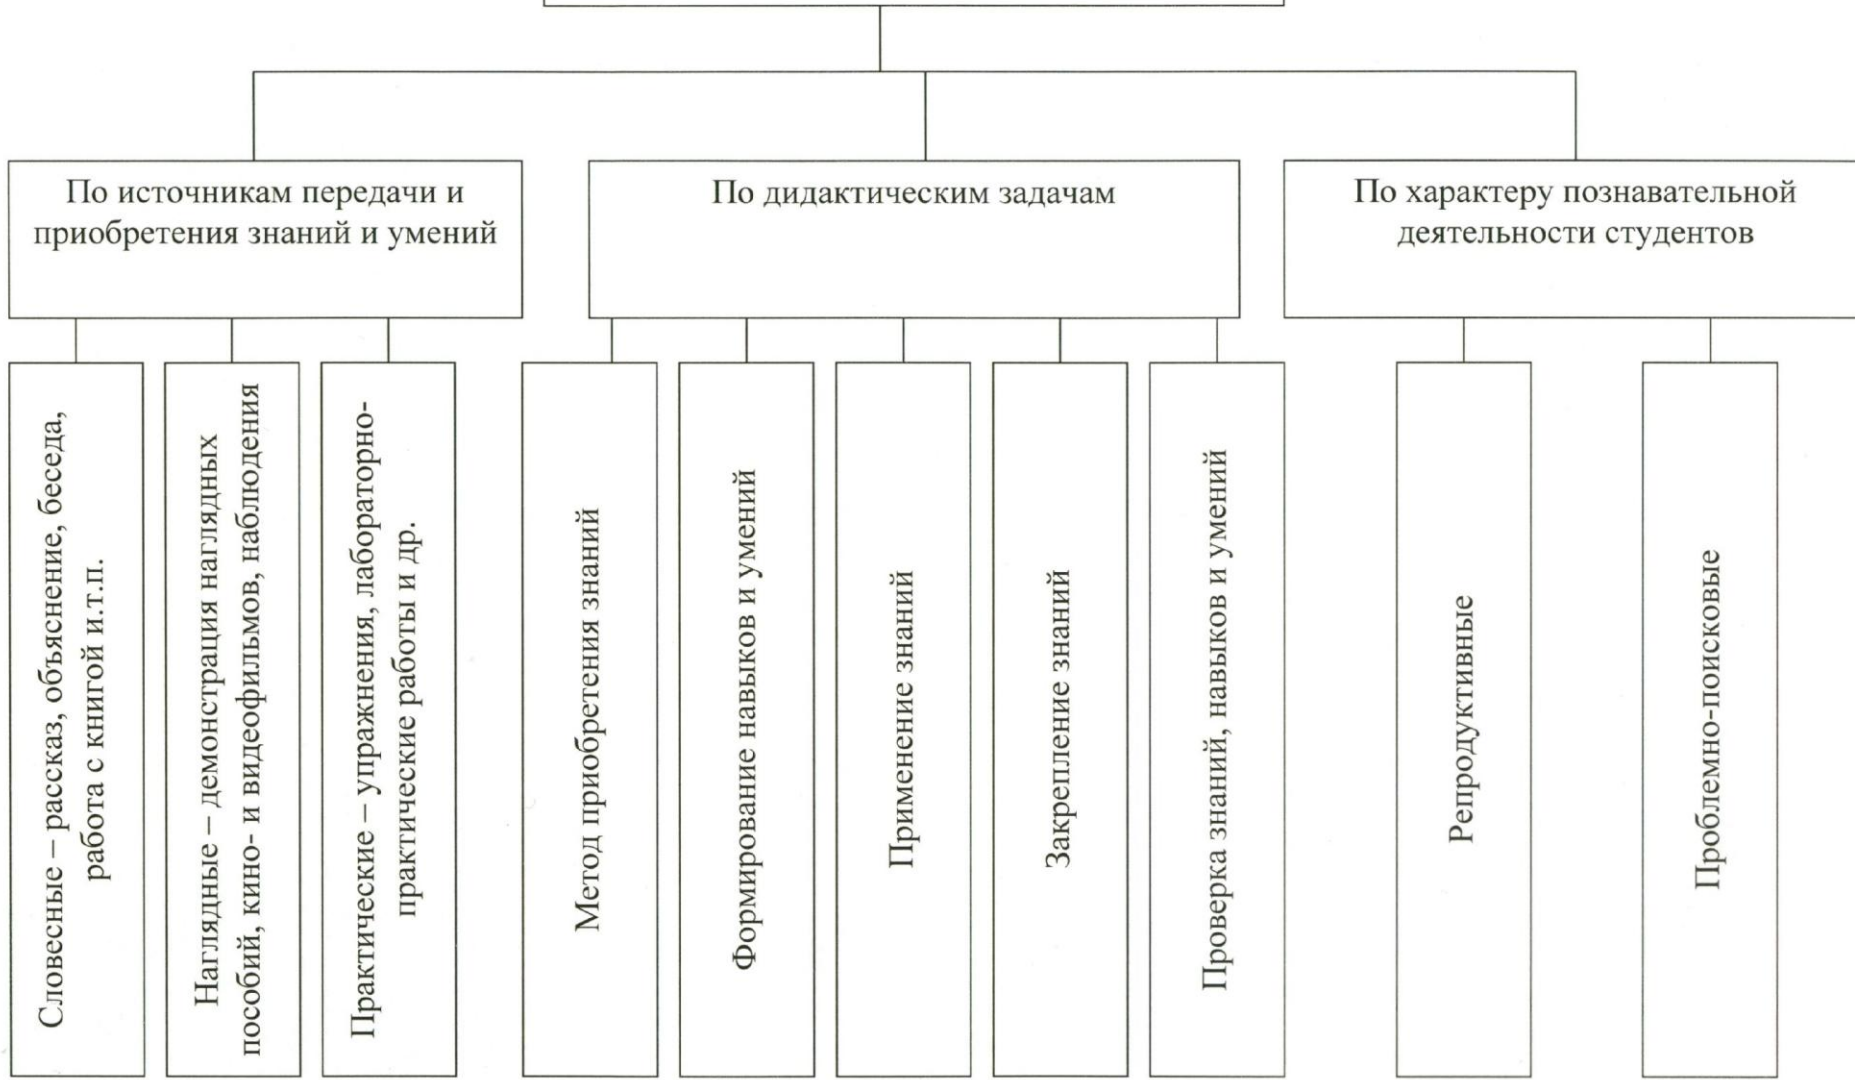 По источникам передачи и
приобретения знаний и умений
По дидактическим задачам
По характеру познавательной
деятельности студентов
Словесные – рассказ, объяснение, беседа,
работа с книгой и.т.п.
Наглядные – демонстрация наглядных
пособий, кино- и видеофильмов, наблюдения
Практические – упражнения, лабораторно-
практические работы и др.
Метод приобретения знаний
Формирование навыков и умений
Применение знаний
Закрепление знаний
Проверка знаний, навыков и умений
Репродуктивные
Проблемно-поисковые